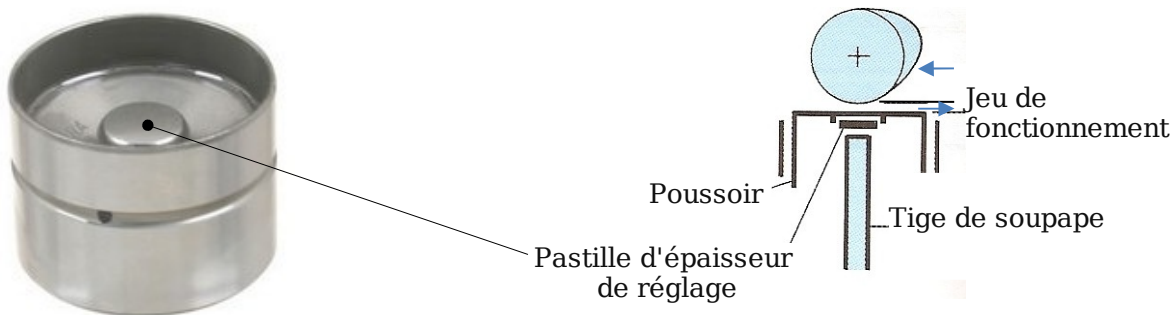 Jeu de
fonctionnement
Poussoir
Tige de soupape
Pastille d'épaisseur
de réglage